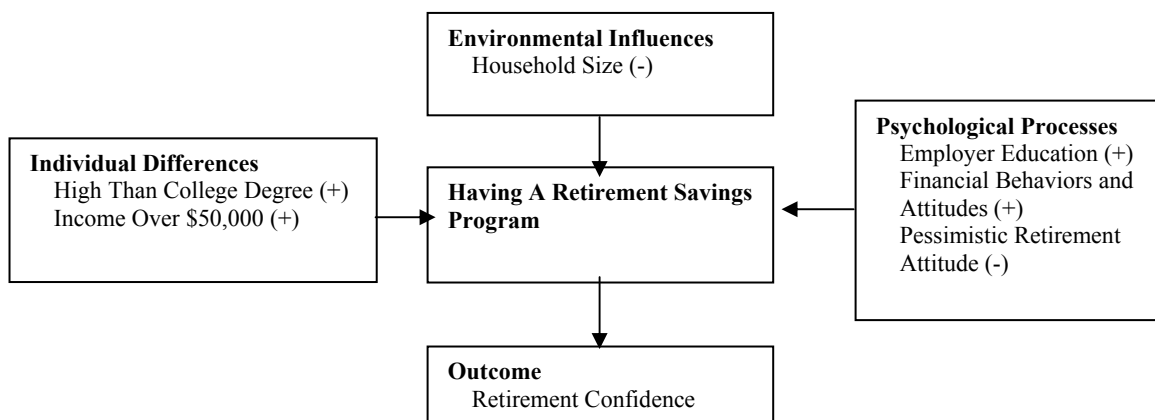 Environmental Influences
Household Size (-)
Individual Differences
High Than College Degree (+)
Income Over $50,000 (+)
Having A Retirement Savings
Program
Psychological Processes
Employer Education (+)
Financial Behaviors and
Attitudes (+)
Pessimistic Retirement
Attitude (-)
Outcome
Retirement Confidence